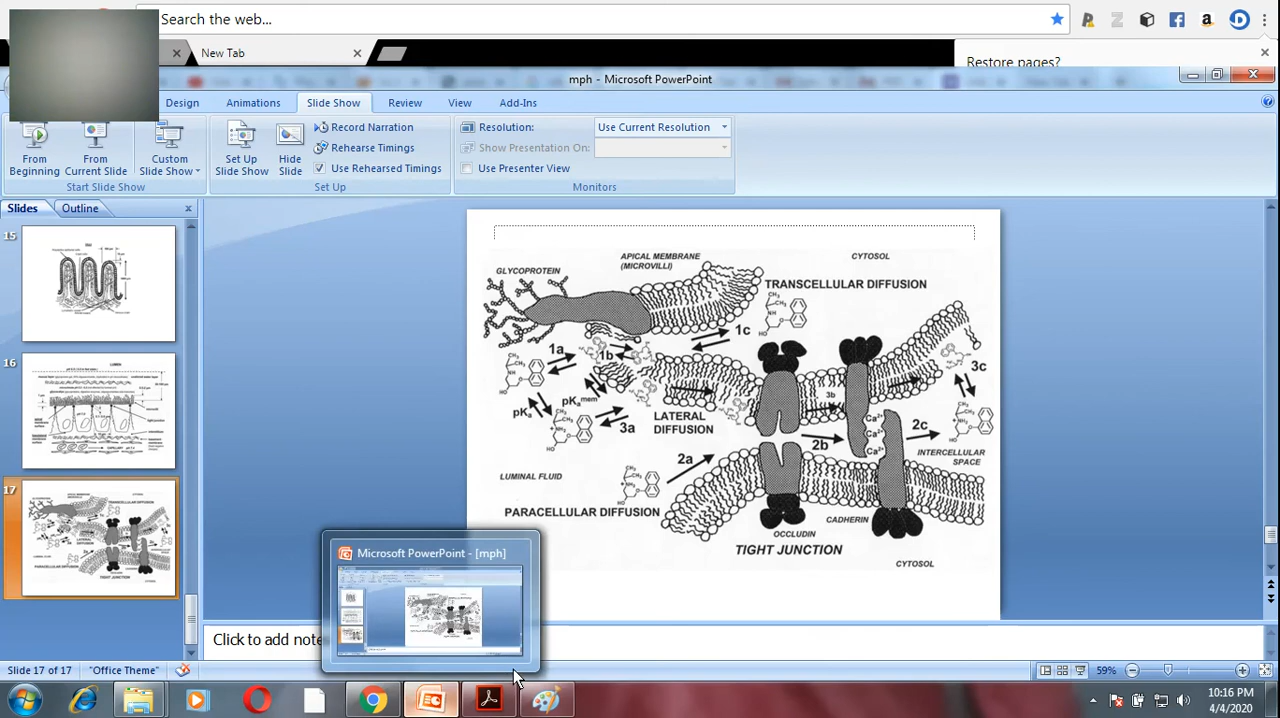 Search the web...
New Tab
Restore pages?
mph - Microsoft PowerPoint
Design Animations Slide Show Review View Add-Ins
From Beginning
From Current Slide
Custom Slide Show
Start Slide Show
Set Up Slide Show
Hide Slide
Record Narration
Rehearse Timings
Use Rehearsed Timings
Set Up
Resolution: Use Current Resolution
Show Presentation On:
Use Presenter View
Monitors
Slides Outline
15
16
LUMEN
17
GLYCOPROTEIN
APICAL MEMBRANE
(MICROVILLI)
CYTOSOL
TRANSCELLULAR DIFFUSION
1a
1b
1c
pKa
pKa mem
3a
3b
3c
LATERAL
DIFFUSION
2a
2b
2c
Ca2+
Ca2+
Ca2+
INTERCELLULAR
SPACE
LUMINAL FLUID
PARACELLULAR DIFFUSION
OCCLUDIN
CADHERIN
TIGHT JUNCTION
CYTOSOL
Microsoft PowerPoint - [mph]
Click to add note
Slide 17 of 17 "Office Theme" 59%
10:16 PM
4/4/2020